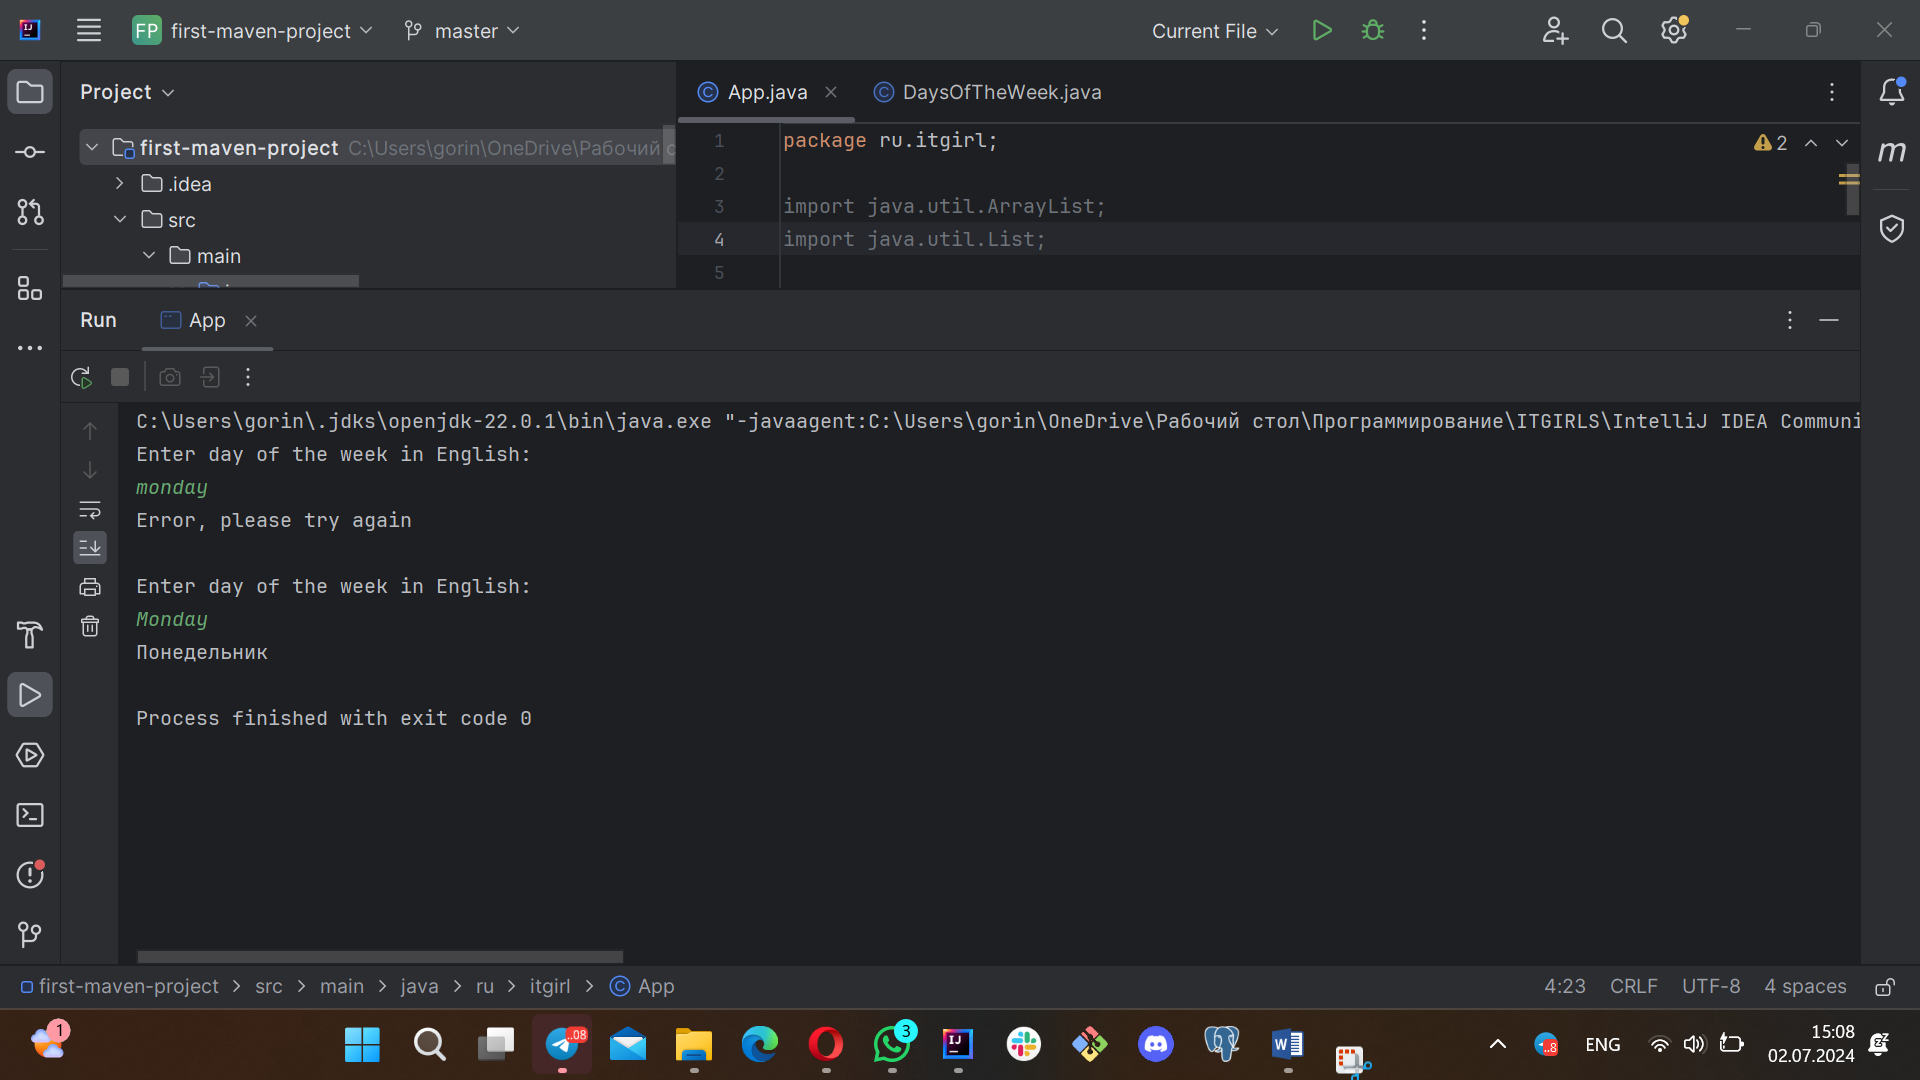 FP first-maven-project master Current File
Project
App.java DaysOfTheWeek.java
first-maven-project C:\Users\gorin\OneDrive\Рабочий с
.idea
src
main
1 package ru.itgirl;
2
3 import java.util.ArrayList;
4 import java.util.List;
5
2
m
Run App
C:\Users\gorin\.jdks\openjdk-22.0.1\bin\java.exe "-javaagent:C:\Users\gorin\OneDrive\Рабочий стол\Программирование\ITGIRLS\IntelliJ IDEA Communi
Enter day of the week in English:
monday
Error, please try again
Enter day of the week in English:
Monday
Понедельник
Process finished with exit code 0
first-maven-project > src > main > java > ru > itgirl > App
4:23 CRLF UTF-8 4 spaces
1
..08
3
IJ
W
..8
ENG
15:08
02.07.2024